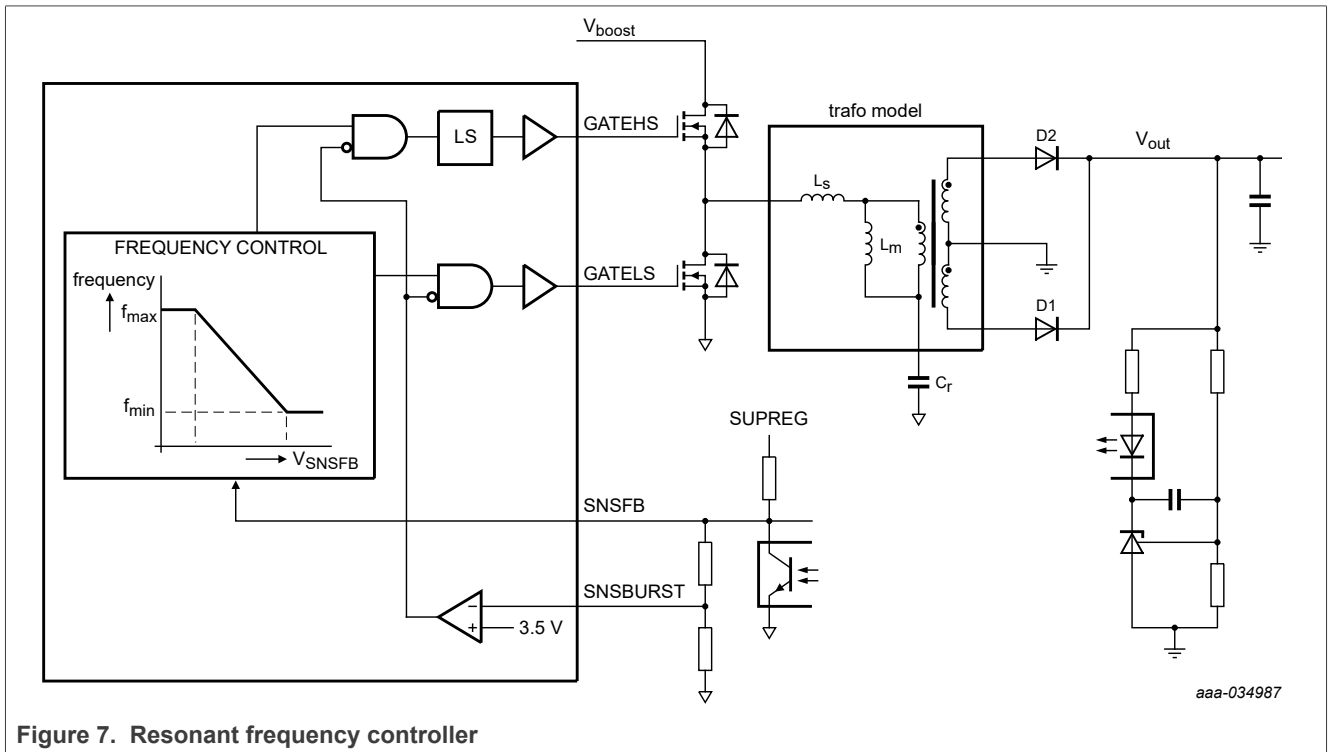 Vboost
GATEHS
LS
trafo model
D2
Vout
Ls
Lm
FREQUENCY CONTROL
frequency
fmax
fmin
VSNSFB
GATELS
D1
Cr
SUPREG
SNSFB
SNSBURST
3.5 V
− 
+
aaa-034987
Figure 7. Resonant frequency controller